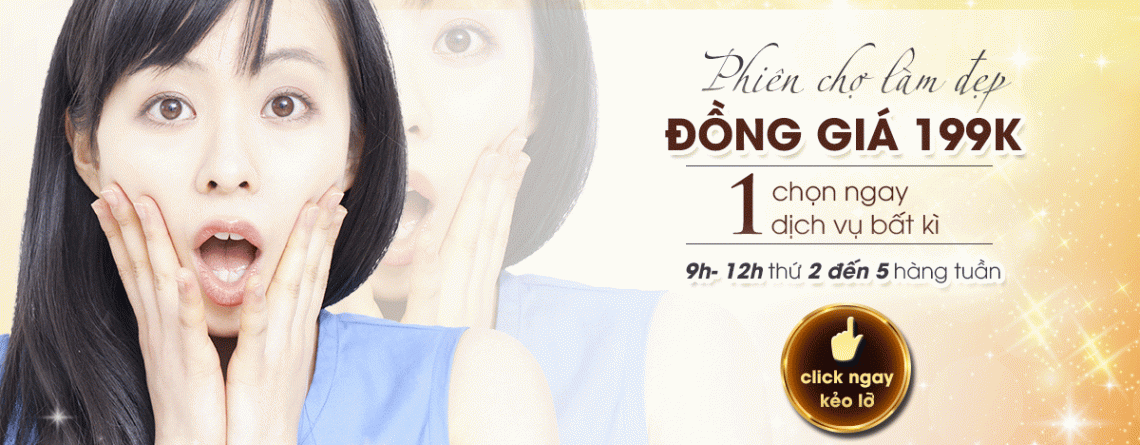 Phiên chợ làm đẹp
ĐỒNG GIÁ 199K
1 chọn ngay
dịch vụ bất kì
9h- 12h thứ 2 đến 5 hàng tuần
click ngay
kẻo lỡ